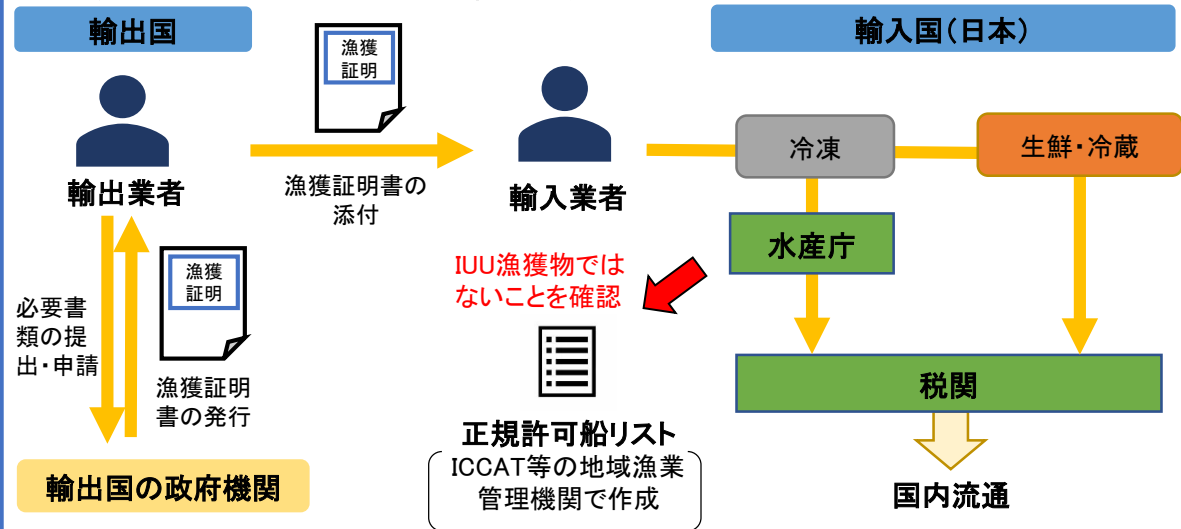 輸出国
漁獲
証明
輸入国(日本)
冷凍
生鮮・冷蔵
輸出業者
漁獲証明書の
添付
輸入業者
水産庁
漁獲
証明
IUU漁獲物では
ないことを確認
必要書
類の提
出・申請
漁獲証明
書の発行
税関
正規許可船リスト
ICCAT等の地域漁業
管理機関で作成
輸出国の政府機関
国内流通